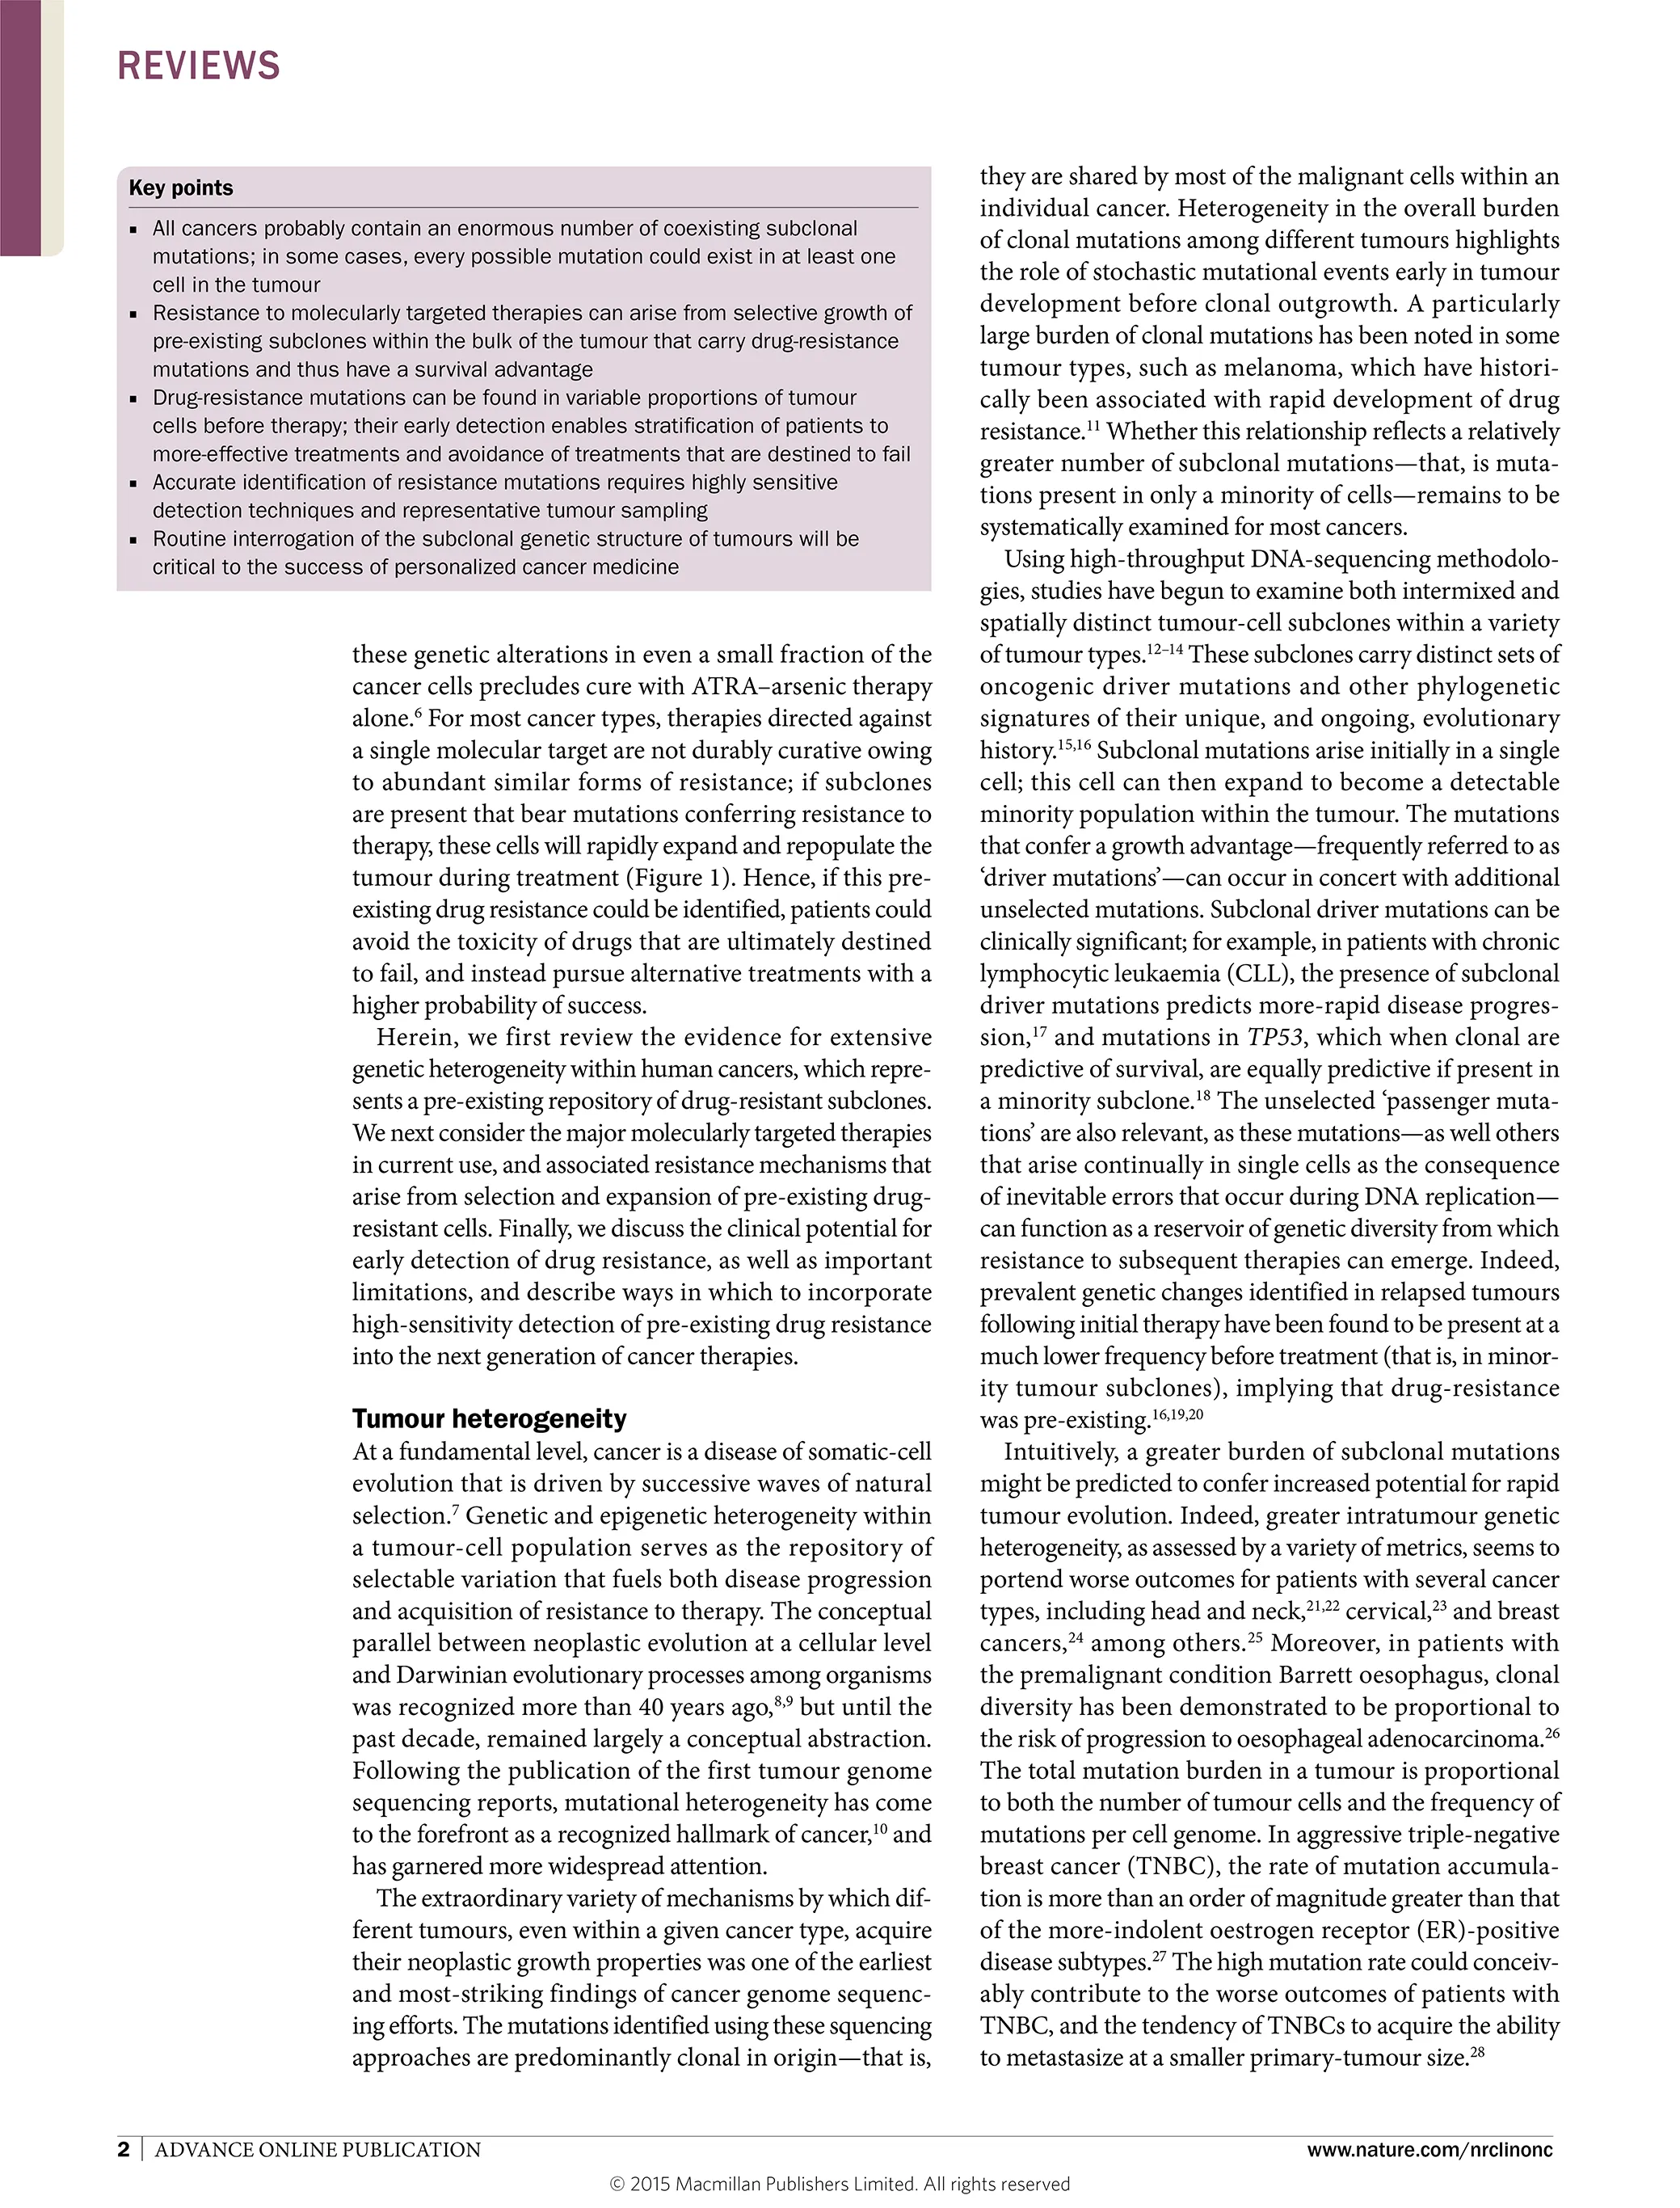 REVIEWS
Key points
▪ All cancers probably contain an enormous number of coexisting subclonal
mutations; in some cases, every possible mutation could exist in at least one
cell in the tumour
▪ Resistance to molecularly targeted therapies can arise from selective growth of
pre-existing subclones within the bulk of the tumour that carry drug-resistance
mutations and thus have a survival advantage
▪ Drug-resistance mutations can be found in variable proportions of tumour
cells before therapy; their early detection enables stratification of patients to
more-effective treatments and avoidance of treatments that are destined to fail
▪ Accurate identification of resistance mutations requires highly sensitive
detection techniques and representative tumour sampling
▪ Routine interrogation of the subclonal genetic structure of tumours will be
critical to the success of personalized cancer medicine
these genetic alterations in even a small fraction of the
cancer cells precludes cure with ATRA–arsenic therapy
alone.6 For most cancer types, therapies directed against
a single molecular target are not durably curative owing
to abundant similar forms of resistance; if subclones
are present that bear mutations conferring resistance to
therapy, these cells will rapidly expand and repopulate the
tumour during treatment (Figure 1). Hence, if this pre-
existing drug resistance could be identified, patients could
avoid the toxicity of drugs that are ultimately destined
to fail, and instead pursue alternative treatments with a
higher probability of success.
Herein, we first review the evidence for extensive
genetic heterogeneity within human cancers, which repre-
sents a pre-existing repository of drug-resistant subclones.
We next consider the major molecularly targeted therapies
in current use, and associated resistance mechanisms that
arise from selection and expansion of pre-existing drug-
resistant cells. Finally, we discuss the clinical potential for
early detection of drug resistance, as well as important
limitations, and describe ways in which to incorporate
high-sensitivity detection of pre-existing drug resistance
into the next generation of cancer therapies.
Tumour heterogeneity
At a fundamental level, cancer is a disease of somatic-cell
evolution that is driven by successive waves of natural
selection.7 Genetic and epigenetic heterogeneity within
a tumour-cell population serves as the repository of
selectable variation that fuels both disease progression
and acquisition of resistance to therapy. The conceptual
parallel between neoplastic evolution at a cellular level
and Darwinian evolutionary processes among organisms
was recognized more than 40 years ago,8,9 but until the
past decade, remained largely a conceptual abstraction.
Following the publication of the first tumour genome
sequencing reports, mutational heterogeneity has come
to the forefront as a recognized hallmark of cancer,10 and
has garnered more widespread attention.
The extraordinary variety of mechanisms by which dif-
ferent tumours, even within a given cancer type, acquire
their neoplastic growth properties was one of the earliest
and most-striking findings of cancer genome sequenc-
ing efforts. The mutations identified using these squencing
approaches are predominantly clonal in origin—that is,
they are shared by most of the malignant cells within an
individual cancer. Heterogeneity in the overall burden
of clonal mutations among different tumours highlights
the role of stochastic mutational events early in tumour
development before clonal outgrowth. A particularly
large burden of clonal mutations has been noted in some
tumour types, such as melanoma, which have histori-
cally been associated with rapid development of drug
resistance.11 Whether this relationship reflects a relatively
greater number of subclonal mutations—that, is muta-
tions present in only a minority of cells—remains to be
systematically examined for most cancers.
Using high-throughput DNA-sequencing methodolo-
gies, studies have begun to examine both intermixed and
spatially distinct tumour-cell subclones within a variety
of tumour types.12–14 These subclones carry distinct sets of
oncogenic driver mutations and other phylogenetic
signatures of their unique, and ongoing, evolutionary
history.15,16 Subclonal mutations arise initially in a single
cell; this cell can then expand to become a detectable
minority population within the tumour. The mutations
that confer a growth advantage—frequently referred to as
‘driver mutations’—can occur in concert with additional
unselected mutations. Subclonal driver mutations can be
clinically significant; for example, in patients with chronic
lymphocytic leukaemia (CLL), the presence of subclonal
driver mutations predicts more-rapid disease progres-
sion,17 and mutations in TP53, which when clonal are
predictive of survival, are equally predictive if present in
a minority subclone.18 The unselected ‘passenger muta-
tions’ are also relevant, as these mutations—as well others
that arise continually in single cells as the consequence
of inevitable errors that occur during DNA replication—
can function as a reservoir of genetic diversity from which
resistance to subsequent therapies can emerge. Indeed,
prevalent genetic changes identified in relapsed tumours
following initial therapy have been found to be present at a
much lower frequency before treatment (that is, in minor-
ity tumour subclones), implying that drug-resistance
was pre-existing.16,19,20
Intuitively, a greater burden of subclonal mutations
might be predicted to confer increased potential for rapid
tumour evolution. Indeed, greater intratumour genetic
heterogeneity, as assessed by a variety of metrics, seems to
portend worse outcomes for patients with several cancer
types, including head and neck,21,22 cervical,23 and breast
cancers,24 among others.25 Moreover, in patients with
the premalignant condition Barrett oesophagus, clonal
diversity has been demonstrated to be proportional to
the risk of progression to oesophageal adenocarcinoma.26
The total mutation burden in a tumour is proportional
to both the number of tumour cells and the frequency of
mutations per cell genome. In aggressive triple-negative
breast cancer (TNBC), the rate of mutation accumula-
tion is more than an order of magnitude greater than that
of the more-indolent oestrogen receptor (ER)-positive
disease subtypes.27 The high mutation rate could conceiv-
ably contribute to the worse outcomes of patients with
TNBC, and the tendency of TNBCs to acquire the ability
to metastasize at a smaller primary-tumour size.28
2 | ADVANCE ONLINE PUBLICATION
www.nature.com/nrclinonc
© 2015 Macmillan Publishers Limited. All rights reserved